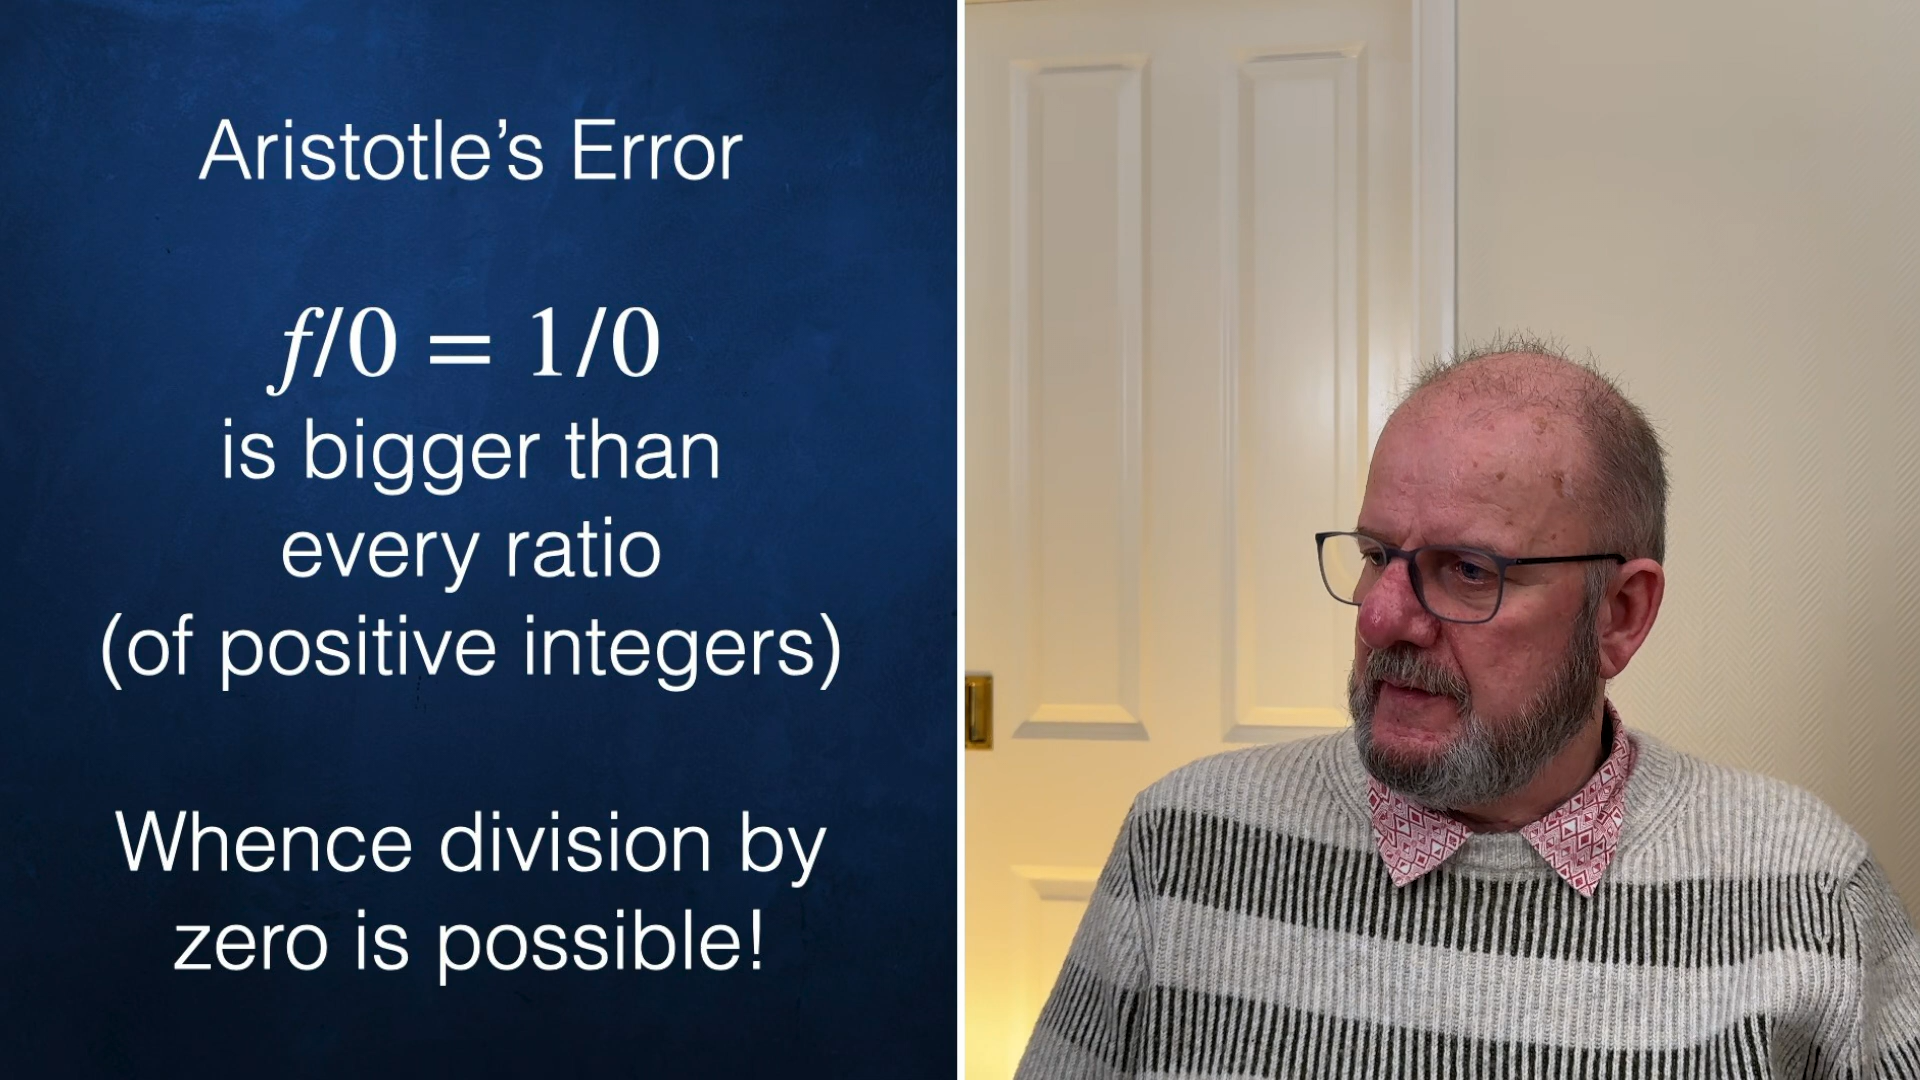 Aristotle’s Error
f/0 = 1/0
is bigger than
every ratio
(of positive integers)
Whence division by
zero is possible!